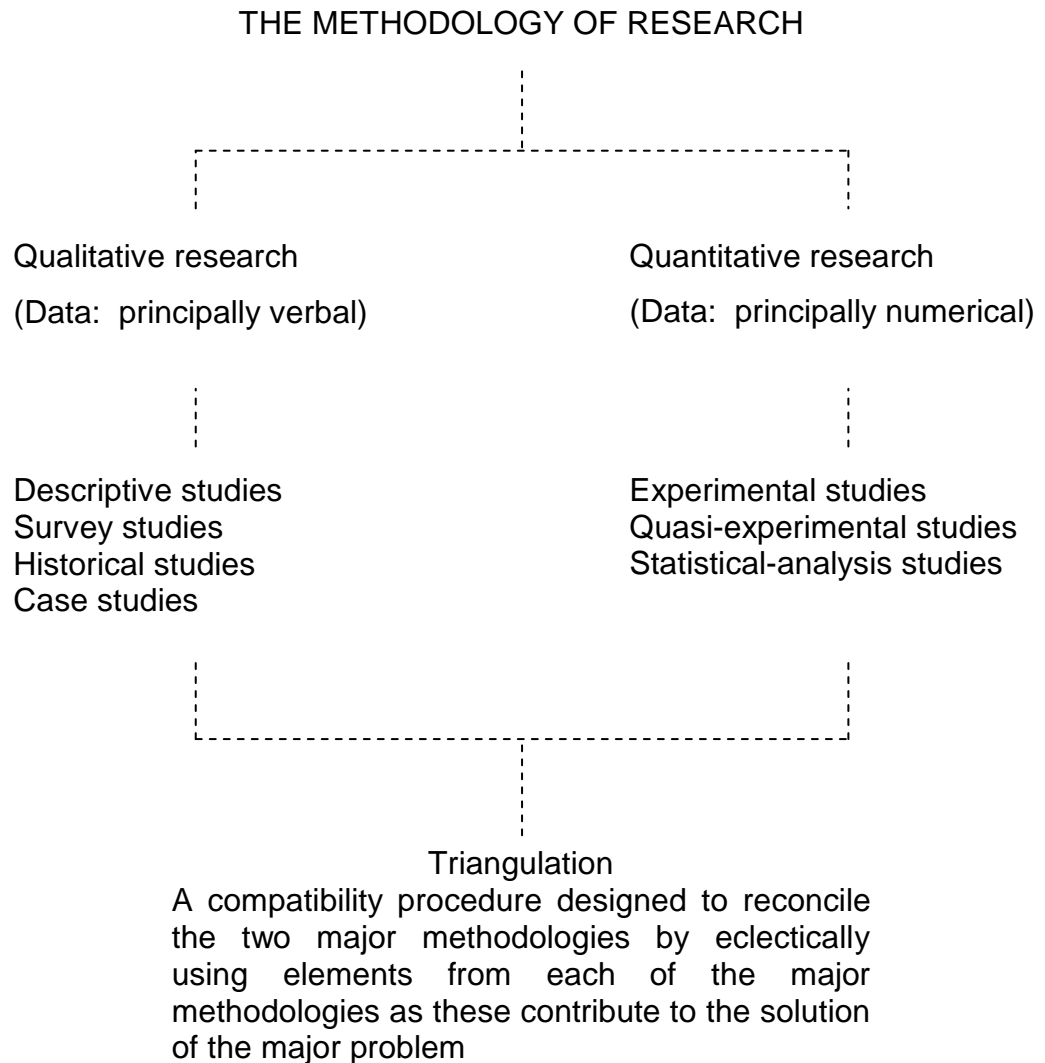 THE METHODOLOGY OF RESEARCH
Qualitative research
(Data: principally verbal)
Quantitative research
(Data: principally numerical)
Descriptive studies
Survey studies
Historical studies
Case studies
Experimental studies
Quasi-experimental studies
Statistical-analysis studies
Triangulation
A compatibility procedure designed to reconcile
the two major methodologies by eclectically
using elements from each of the major
methodologies as these contribute to the solution
of the major problem